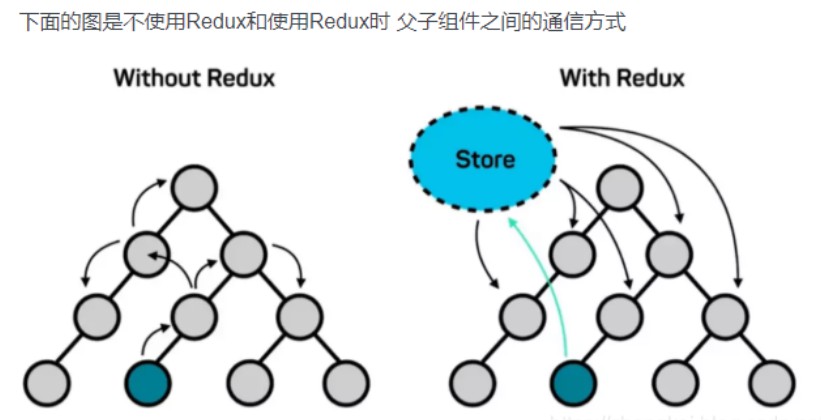 下面的图是不使用Redux和使用Redux时 父子组件之间的通信方式
Without Redux
With Redux
Store